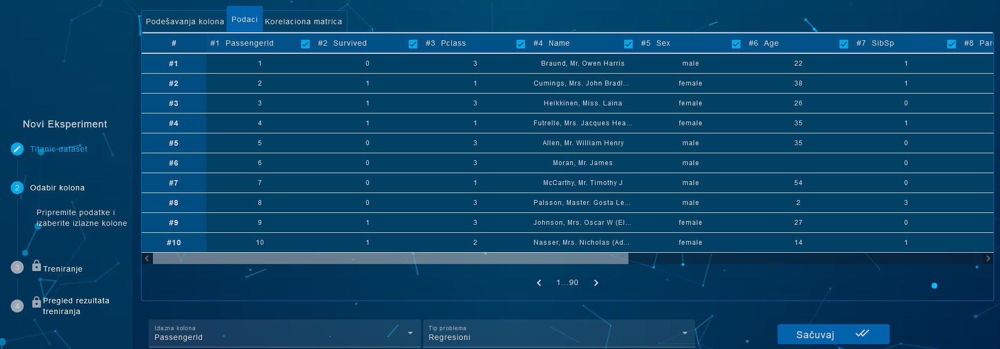 Podešavanja kolona Podaci Korelaciona matrica
# #1 PassengerId #2 Survived #3 Pclass #4 Name #5 Sex #6 Age #7 SibSp #8 Par
#1 1 0 3 Braund, Mr. Owen Harris male 22 1
#2 2 1 1 Cumings, Mrs. John Bradl... female 38 1
#3 3 1 3 Heikkinen, Miss. Laina female 26 0
#4 4 1 1 Futrelle, Mrs. Jacques Hea... female 35 1
#5 5 0 3 Allen, Mr. William Henry male 35 0
#6 6 0 3 Moran, Mr. James male 0
#7 7 0 1 McCarthy, Mr. Timothy J male 54 0
#8 8 0 3 Palsson, Master. Gosta Le... male 2 3
#9 9 1 3 Johnson, Mrs. Oscar W (El... female 27 0
#10 10 1 2 Nasser, Mrs. Nicholas (Ad... female 14 1
1...90
Novi Eksperiment
Titanic dataset
2 Odabir kolona
Pripremite podatke i
izaberite izlazne kolone
3 Treniranje
4 Pregled rezultata
treniranja
Izlazna kolona
PassengerId
Tip problema
Regresioni
Sačuvaj